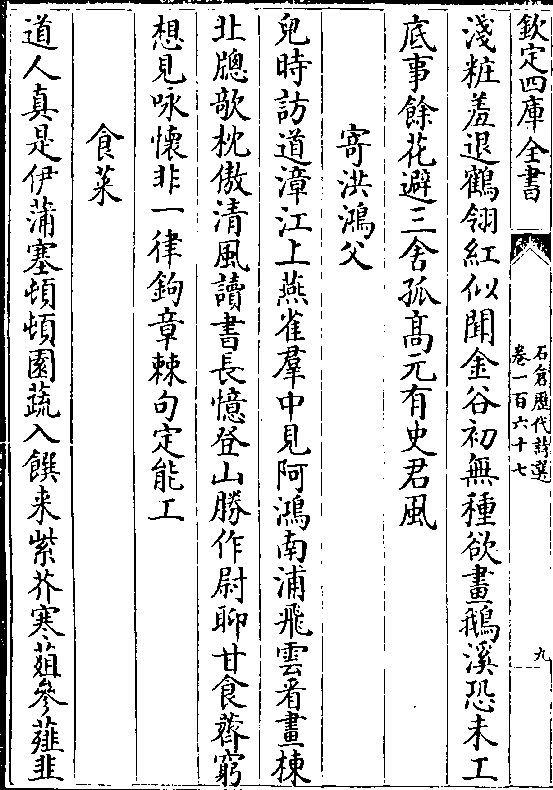 欽定四庫全書
石倉歷代詩選
卷一百六十七
九
淺粧羞退鶴翎紅似聞金谷初無種欲畫鵝溪恐未工
底事餘花避三舍孤髙元有史君風
寄洪鴻父
兒時訪道漳江上燕雀羣中見阿鴻南浦飛雲看畫棟
北牕欹枕傲清風讀書長憶登山勝作尉聊甘食薺窮
想見咏懷非一律鉤章棘句定能工
食菜
道人真是伊蒲塞頓頓園蔬入饌来紫芥寒葅參薤韭